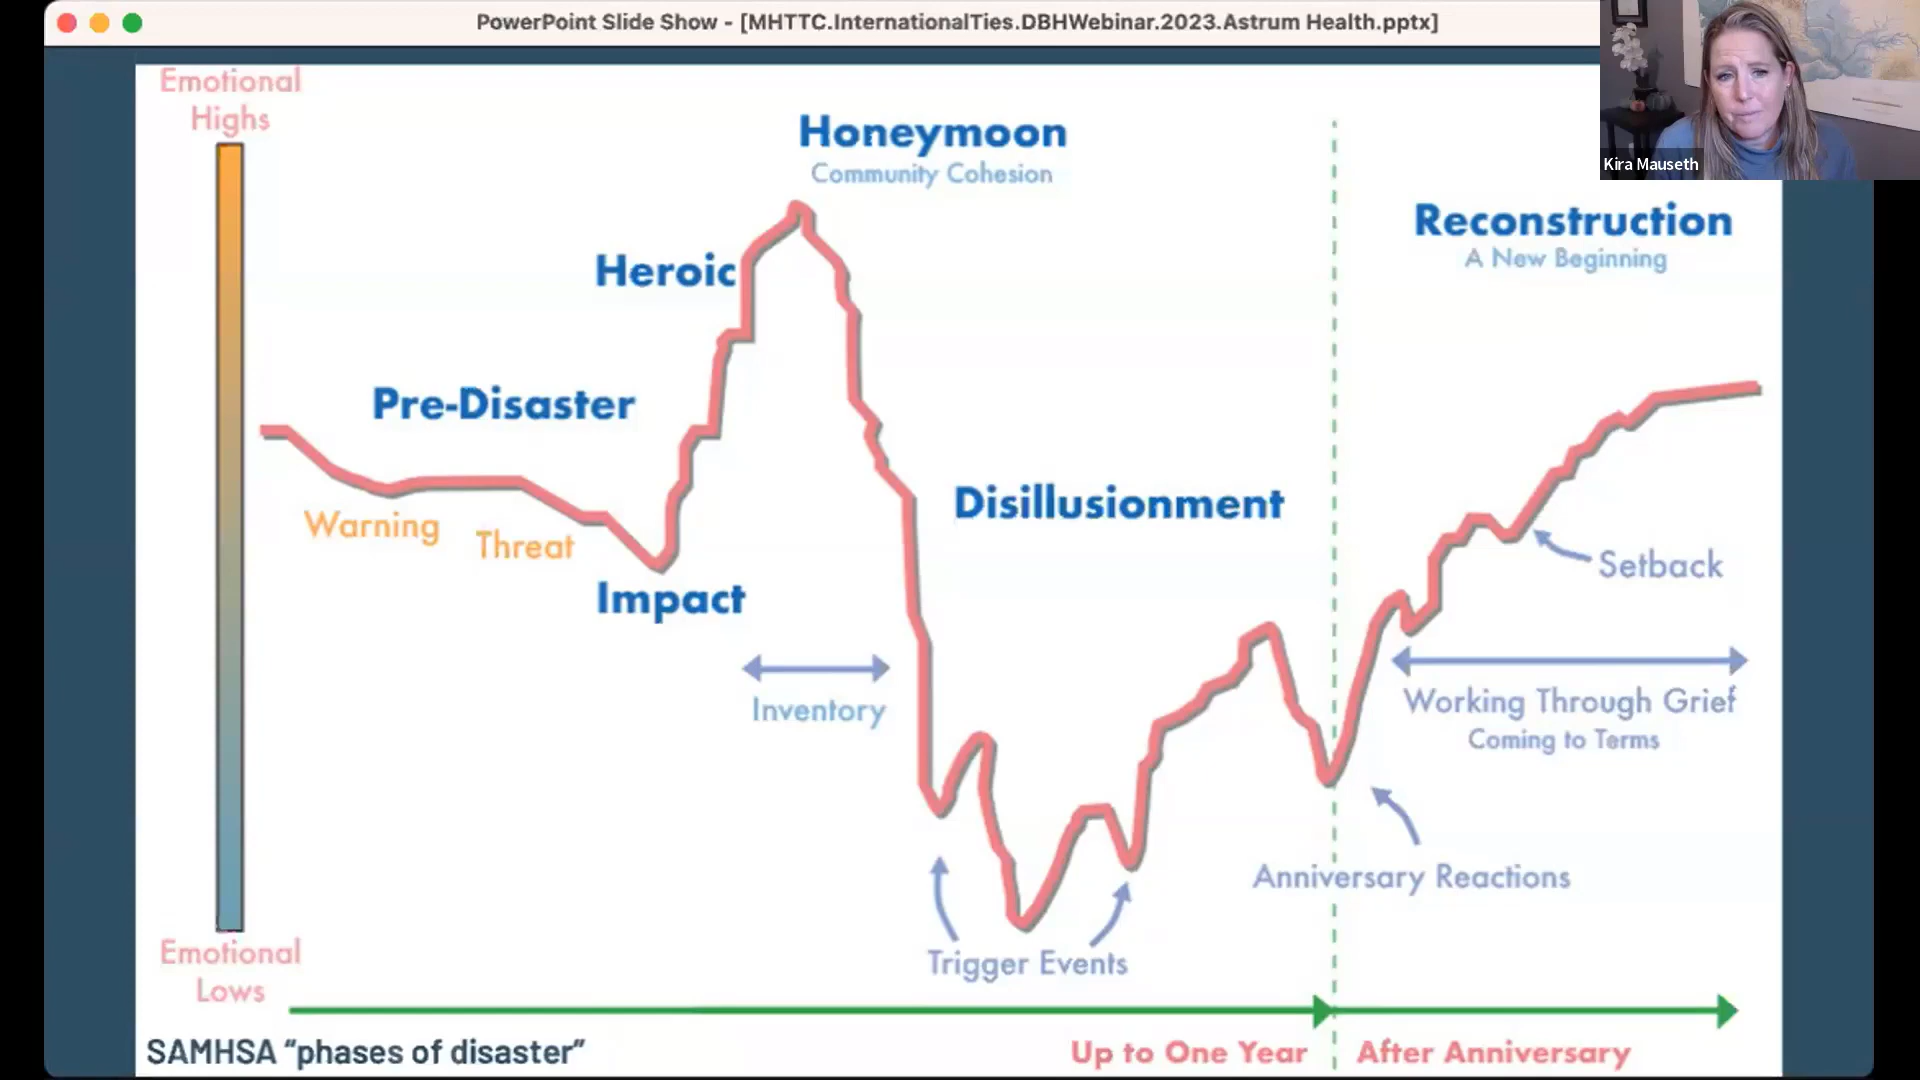 PowerPoint Slide Show - [MHTTC.InternationalTies.DBHWebinar.2023.Astrum Health.pptx]
Kira Mauseth
Emotional
Highs
Honeymoon
Community Cohesion
Reconstruction
A New Beginning
Heroic
Pre-Disaster
Warning
Threat
Impact
Disillusionment
Setback
Inventory
Working Through Grief
Coming to Terms
Anniversary Reactions
Trigger Events
Emotional
Lows
SAMHSA “phases of disaster”
Up to One Year
After Anniversary